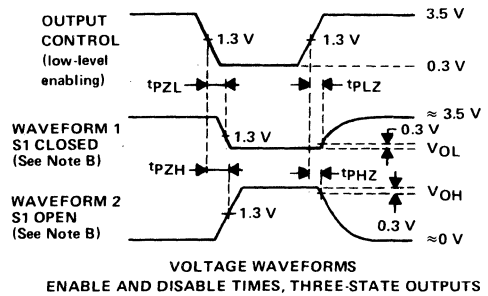 OUTPUT
CONTROL
(low-level
enabling)
1.3 V
1.3 V
3.5 V
0.3 V
tPZL
tPLZ
WAVEFORM 1
S1 CLOSED
(See Note B)
1.3 V
≈ 3.5 V
0.3 V
VOL
tPZH
tPHZ
WAVEFORM 2
S1 OPEN
(See Note B)
1.3 V
VOH
0.3 V
≈0 V
VOLTAGE WAVEFORMS
ENABLE AND DISABLE TIMES, THREE-STATE OUTPUTS